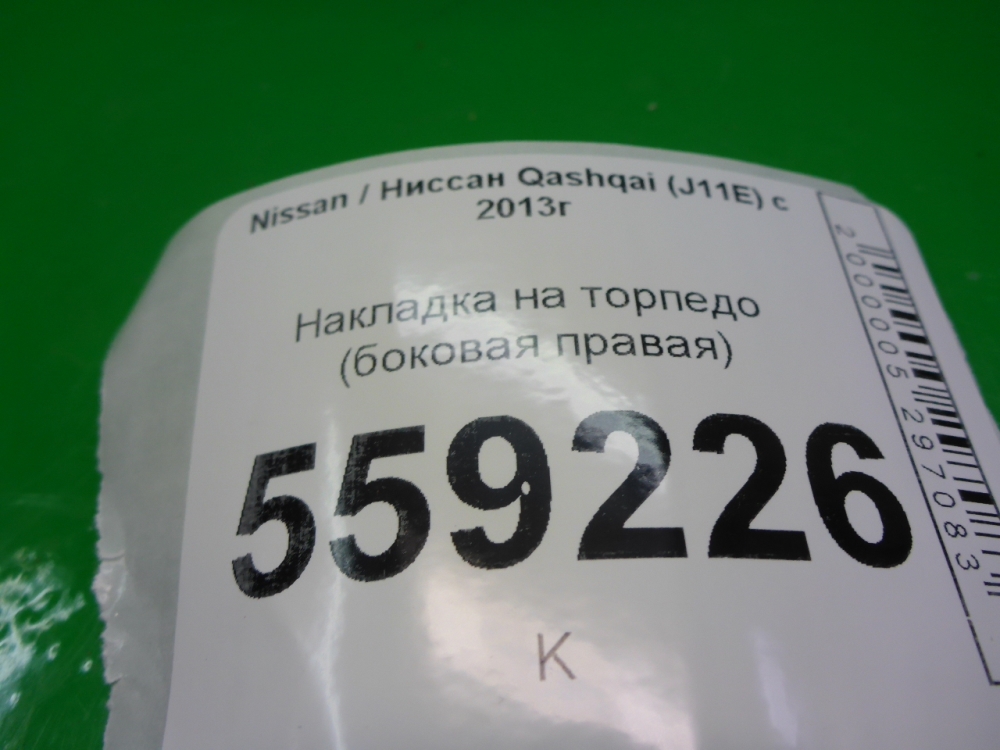 Nissan / Ниссан Qashqai (J11E) с
2013г
Накладка на торпедо
(боковая правая)
559226
К
2000005297083